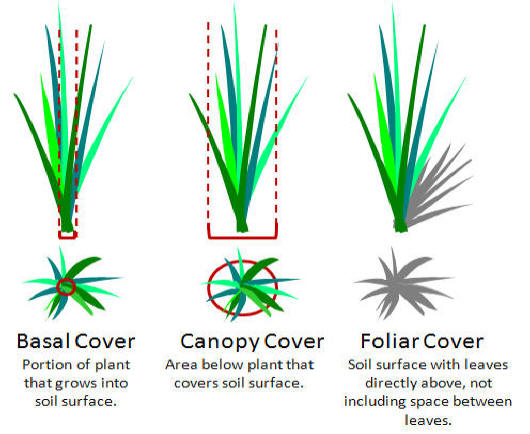 Basal Cover
Portion of plant
that grows into
soil surface.
Canopy Cover
Area below plant that
covers soil surface.
Foliar Cover
Soil surface with leaves
directly above, not
including space between
leaves.